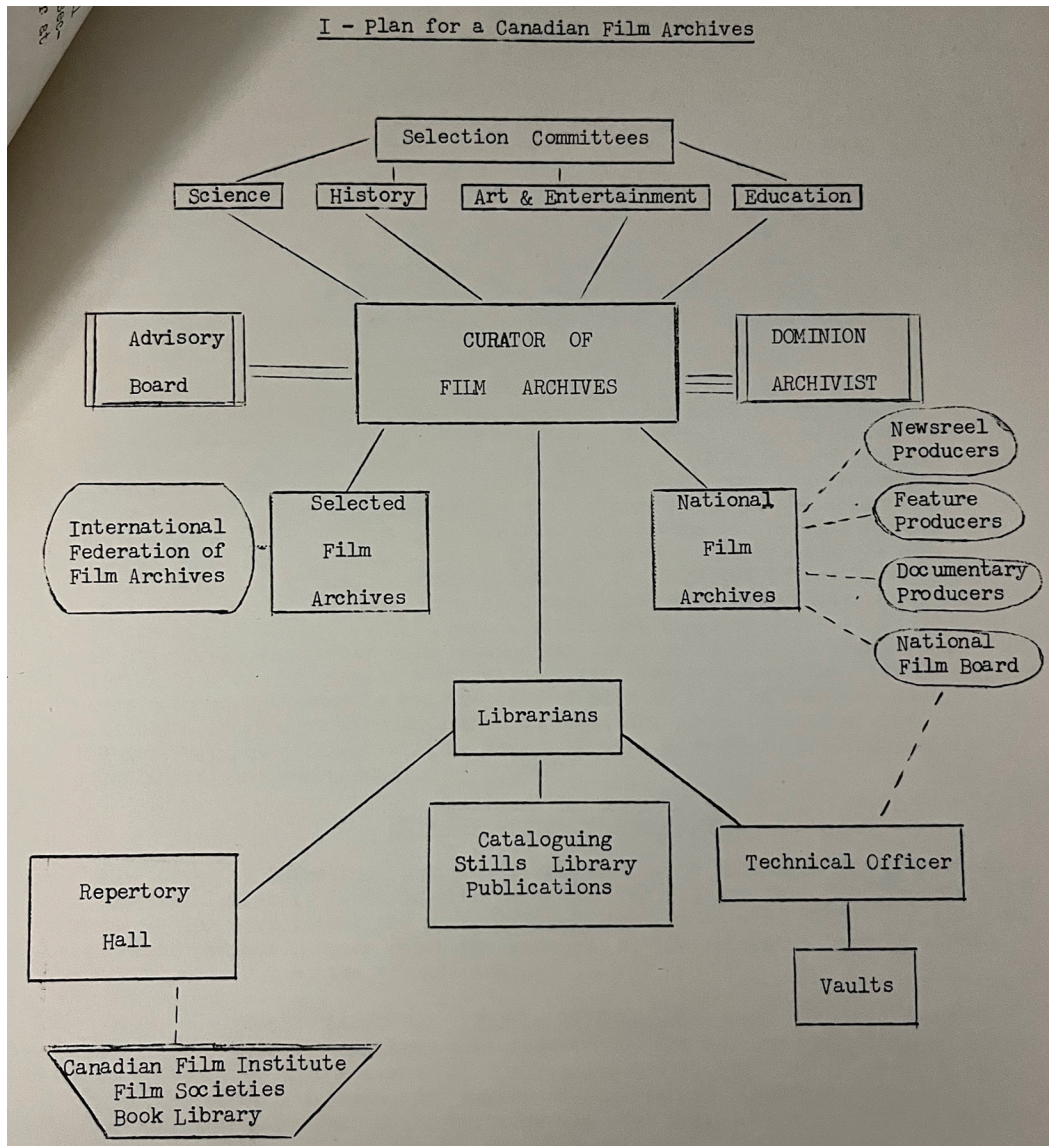 I - Plan for a Canadian Film Archives
Selection Committees
Science
History
Art & Entertainment
Education
Advisory
Board
CURATOR OF
FILM ARCHIVES
DOMINION
ARCHIVIST
Newsreel
Producers
Feature
Producers
Documentary
Producers
National
Film Board
International
Federation of
Film Archives
Selected
Film
Archives
National
Film
Archives
Librarians
Cataloguing
Stills Library
Publications
Technical Officer
Repertory
Hall
Vaults
Canadian Film Institute
Film Societies
Book Library